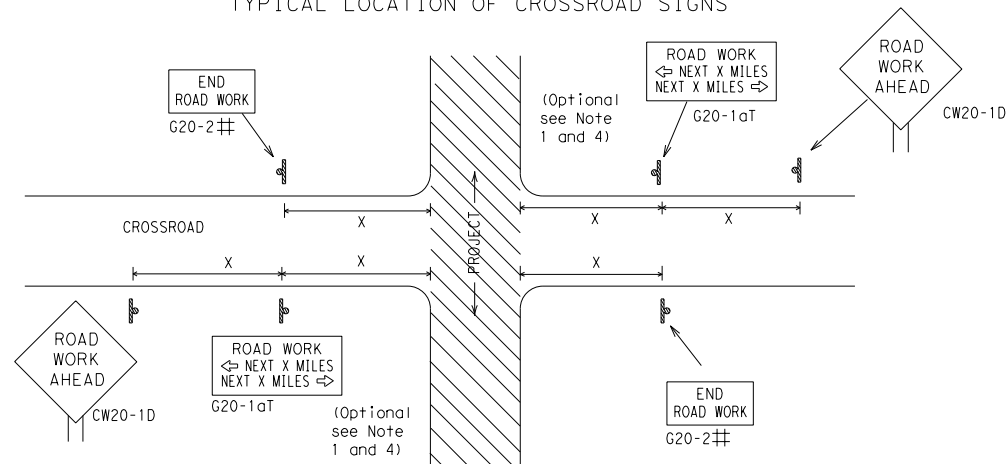 TYPICAL LOCATION OF CROSSROAD SIGNS
END
ROAD WORK
G20-2#
(Optional
see Note
1 and 4)
ROAD WORK
⇦ NEXT X MILES
NEXT X MILES ⇨
G20-1aT
ROAD
WORK
AHEAD
CW20-1D
X
X
X
CROSSROAD
PROJECT
X
X
X
ROAD
WORK
AHEAD
CW20-1D
ROAD WORK
⇦ NEXT X MILES
NEXT X MILES ⇨
G20-1aT
(Optional
see Note
1 and 4)
END
ROAD WORK
G20-2#